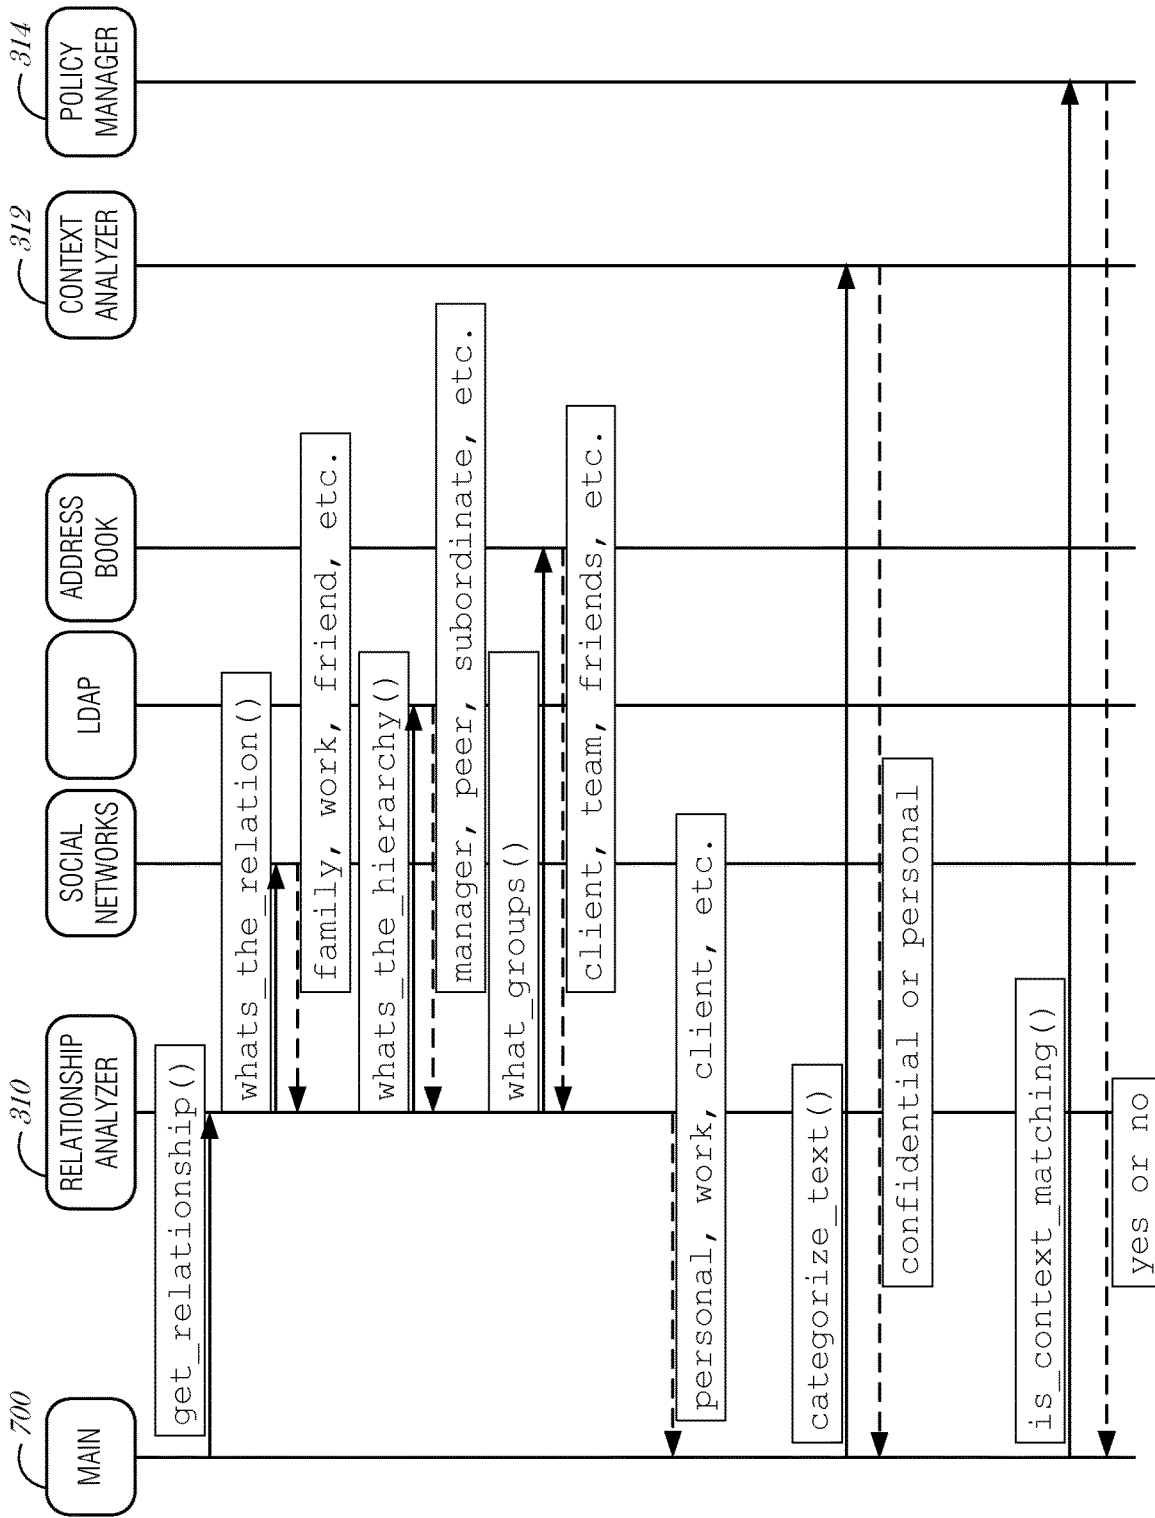 700
310
312
314
MAIN
RELATIONSHIP
ANALYZER
SOCIAL
NETWORKS
LDAP
ADDRESS
BOOK
CONTEXT
ANALYZER
POLICY
MANAGER
get_relationship()
whats_the_relation()
family, work, friend, etc.
whats_the_hierarchy()
manager, peer, subordinate, etc.
what_groups()
client, team, friends, etc.
personal, work, client, etc.
categorize_text()
confidential or personal
is_context_matching()
yes or no